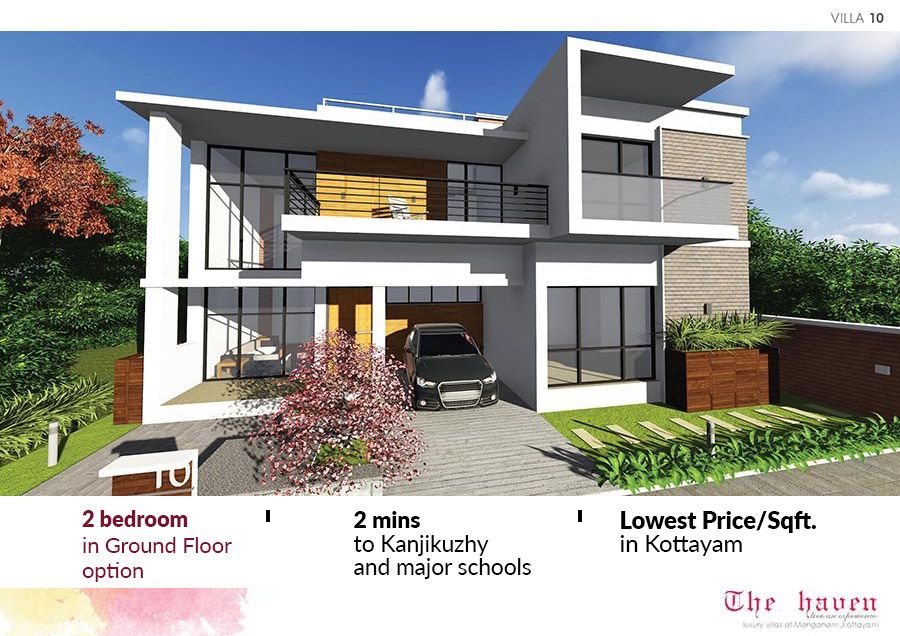 VILLA 10
10
2 bedroom
in Ground Floor
option
2 mins
to Kanjikuzhy
and major schools
Lowest Price/Sqft.
in Kottayam
The haven
live an experience
luxury villas at Manganam, Kottayam